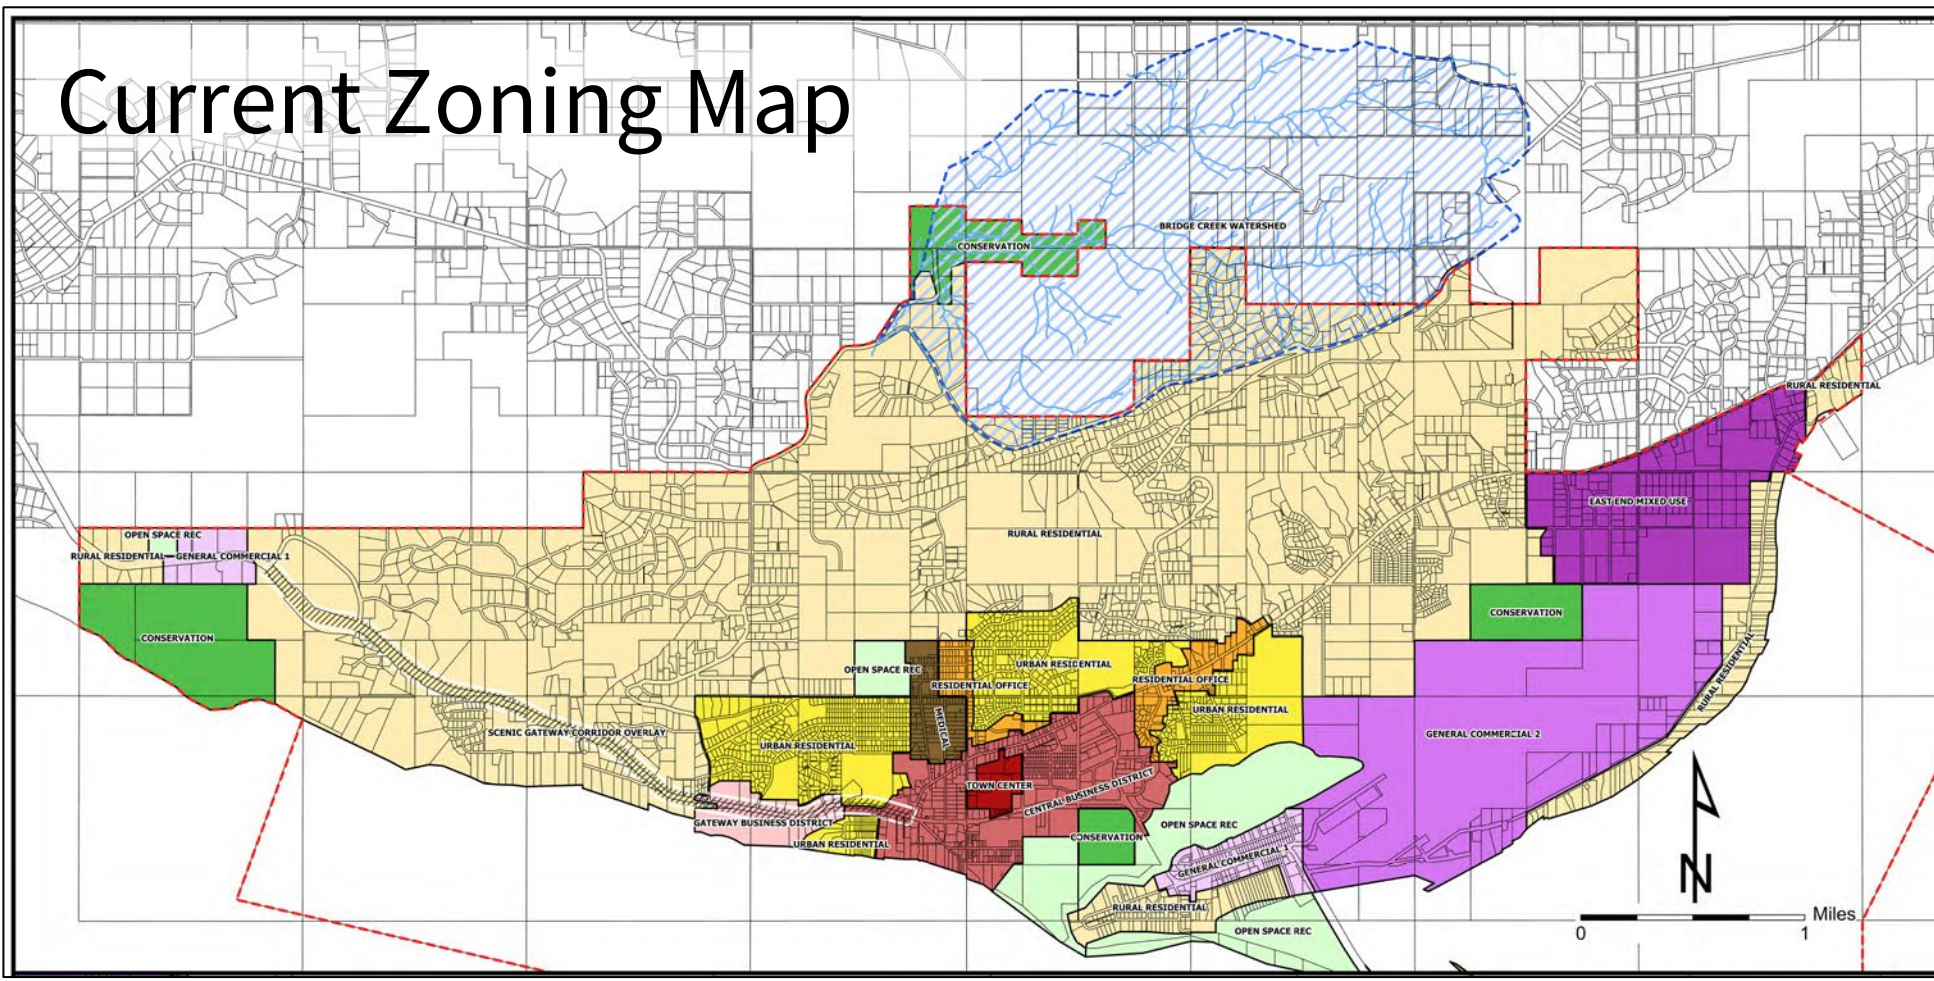 Current Zoning Map
BRIDGE CREEK WATERSHED
CONSERVATION
RURAL RESIDENTIAL
EAST END MIXED USE
RURAL RESIDENTIAL
OPEN SPACE REC
RURAL RESIDENTIAL
GENERAL COMMERCIAL 1
CONSERVATION
CONSERVATION
OPEN SPACE REC
URBAN RESIDENTIAL
RESIDENTIAL OFFICE
RESIDENTIAL OFFICE
RURAL RESIDENTIAL
MEDICAL
URBAN RESIDENTIAL
SCENIC GATEWAY CORRIDOR OVERLAY
GENERAL COMMERCIAL 2
URBAN RESIDENTIAL
TOWN CENTER
CENTRAL BUSINESS DISTRICT
GATEWAY BUSINESS DISTRICT
OPEN SPACE REC
CONSERVATION
URBAN RESIDENTIAL
GENERAL COMMERCIAL 1
RURAL RESIDENTIAL
OPEN SPACE REC
N
Miles
0 1